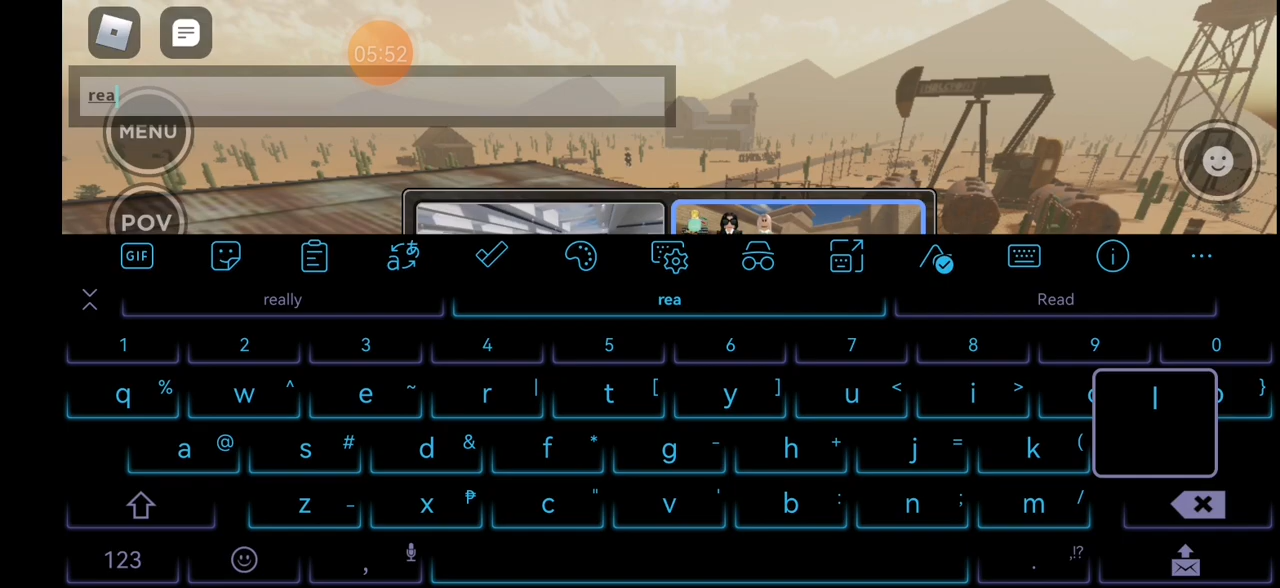 05:52
rea
MENU
POV
GIF
really rea Read
1 2 3 4 5 6 7 8 9 0
q % w ^ e ~ r | t [ y ] u < i > }
a @ s # d & f * g - h + j = k ( l
z _ x ₱ c " v ' b : n ; m /
123 , . ,!?